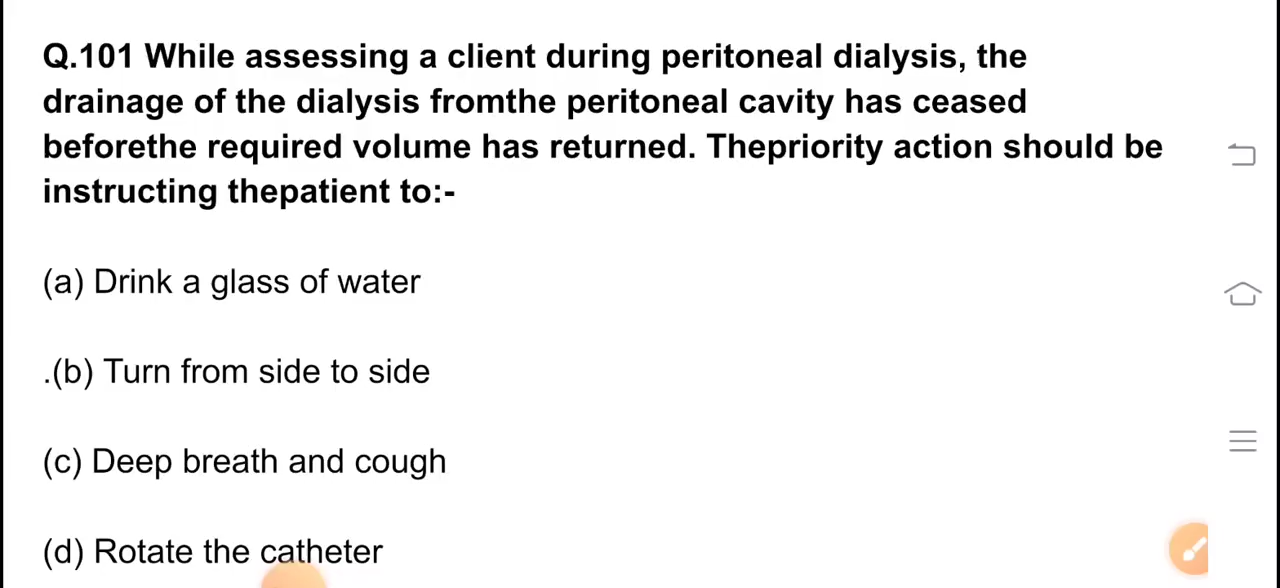 Q.101 While assessing a client during peritoneal dialysis, the
drainage of the dialysis fromthe peritoneal cavity has ceased
beforethe required volume has returned. Thepriority action should be
instructing thepatient to:-
(a) Drink a glass of water
.(b) Turn from side to side
(c) Deep breath and cough
(d) Rotate the catheter